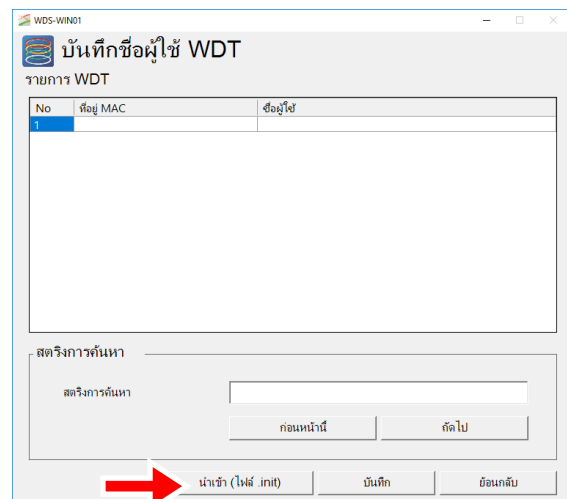 WDS-WIN01
บันทึกชื่อผู้ใช้ WDT
รายการ WDT
No ที่อยู่ MAC ชื่อผู้ใช้
1
สตริงการค้นหา
สตริงการค้นหา
ก่อนหน้านี้ ถัดไป
นำเข้า (ไฟล์ .init) บันทึก ย้อนกลับ